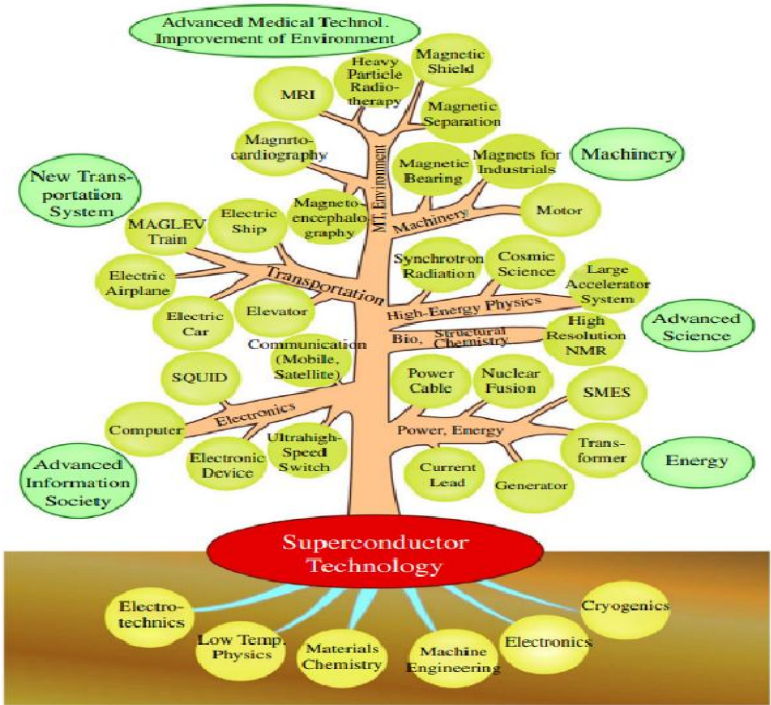 Advanced Medical Technol.
Improvement of Environment
Magnetic
Shield
Heavy
Particle
Radio-
therapy
MRI
Magnetic
Separation
Magnrto-
cardiography
MT, Environment
Machinery
Magnetic
Bearing
Magnets for
Industrials
New Trans-
portation
System
Magneto-
encephalo-
graphy
Motor
Machinery
Electric
Ship
MAGLEV
Train
Synchrotron
Radiation
Cosmic
Science
Large
Accelerator
System
Electric
Airplane
Transportation
High-Energy Physics
Elevator
Electric
Car
Advanced
Science
High
Resolution
NMR
Bio, Structural
Chemistry
Communication
(Mobile,
Satellite)
SQUID
Power
Cable
Nuclear
Fusion
SMES
Computer
Electronics
Power, Energy
Trans-
former
Energy
Ultrahigh-
Speed
Switch
Electronic
Device
Current
Lead
Generator
Advanced
Information
Society
Superconductor
Technology
Electro-
technics
Low Temp.
Physics
Materials
Chemistry
Machine
Engineering
Electronics
Cryogenics